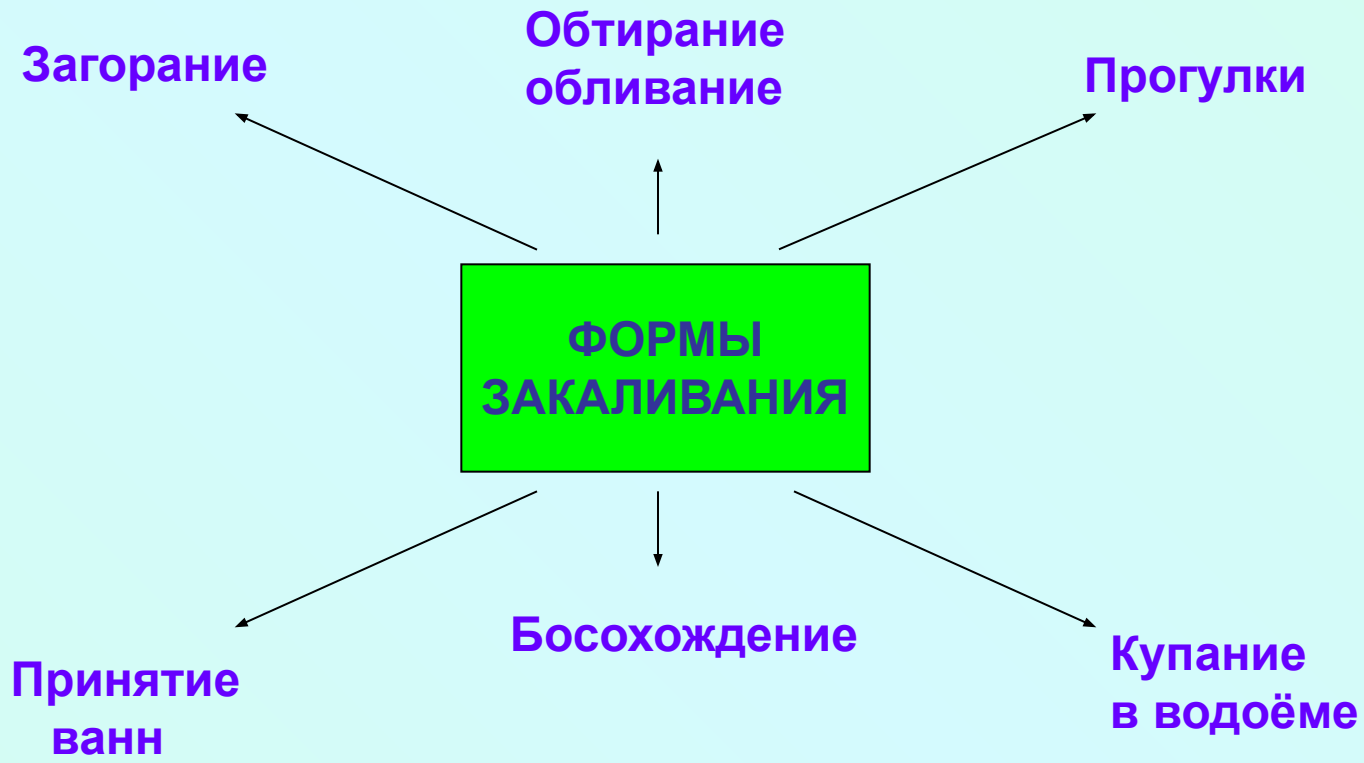 Загорание
Обтирание
обливание
Прогулки
ФОРМЫ
ЗАКАЛИВАНИЯ
Принятие
ванн
Босохождение
Купание
в водоёме